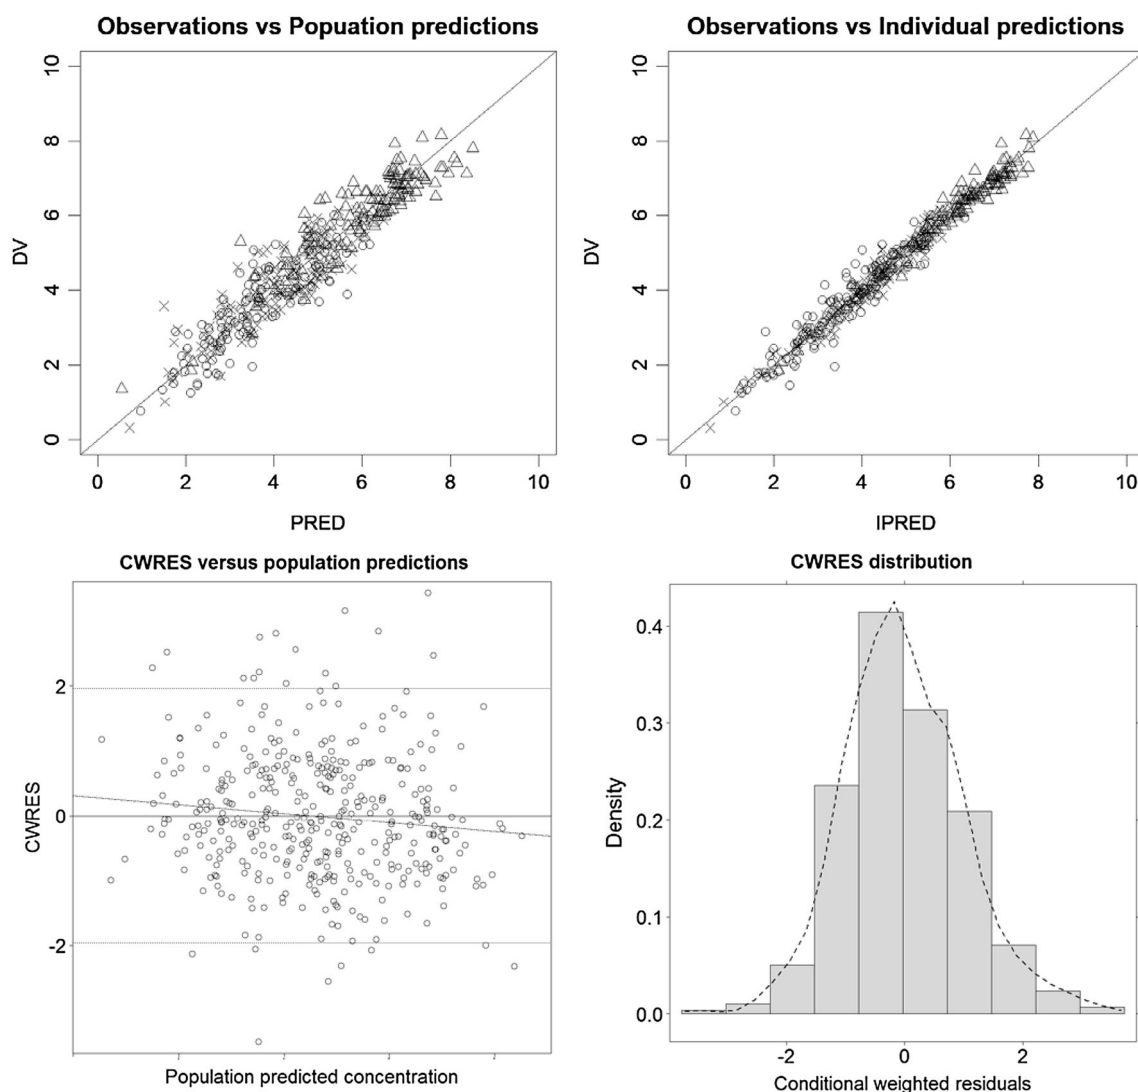 Observations vs Popuation predictions
10
8
6
4
2
0
DV
0 2 4 6 8 10
PRED
Observations vs Individual predictions
10
8
6
4
2
0
DV
0 2 4 6 8 10
IPRED
CWRES versus population predictions
2
0
-2
CWRES
Population predicted concentration
CWRES distribution
0.4
0.3
0.2
0.1
0.0
Density
-2 0 2
Conditional weighted residuals